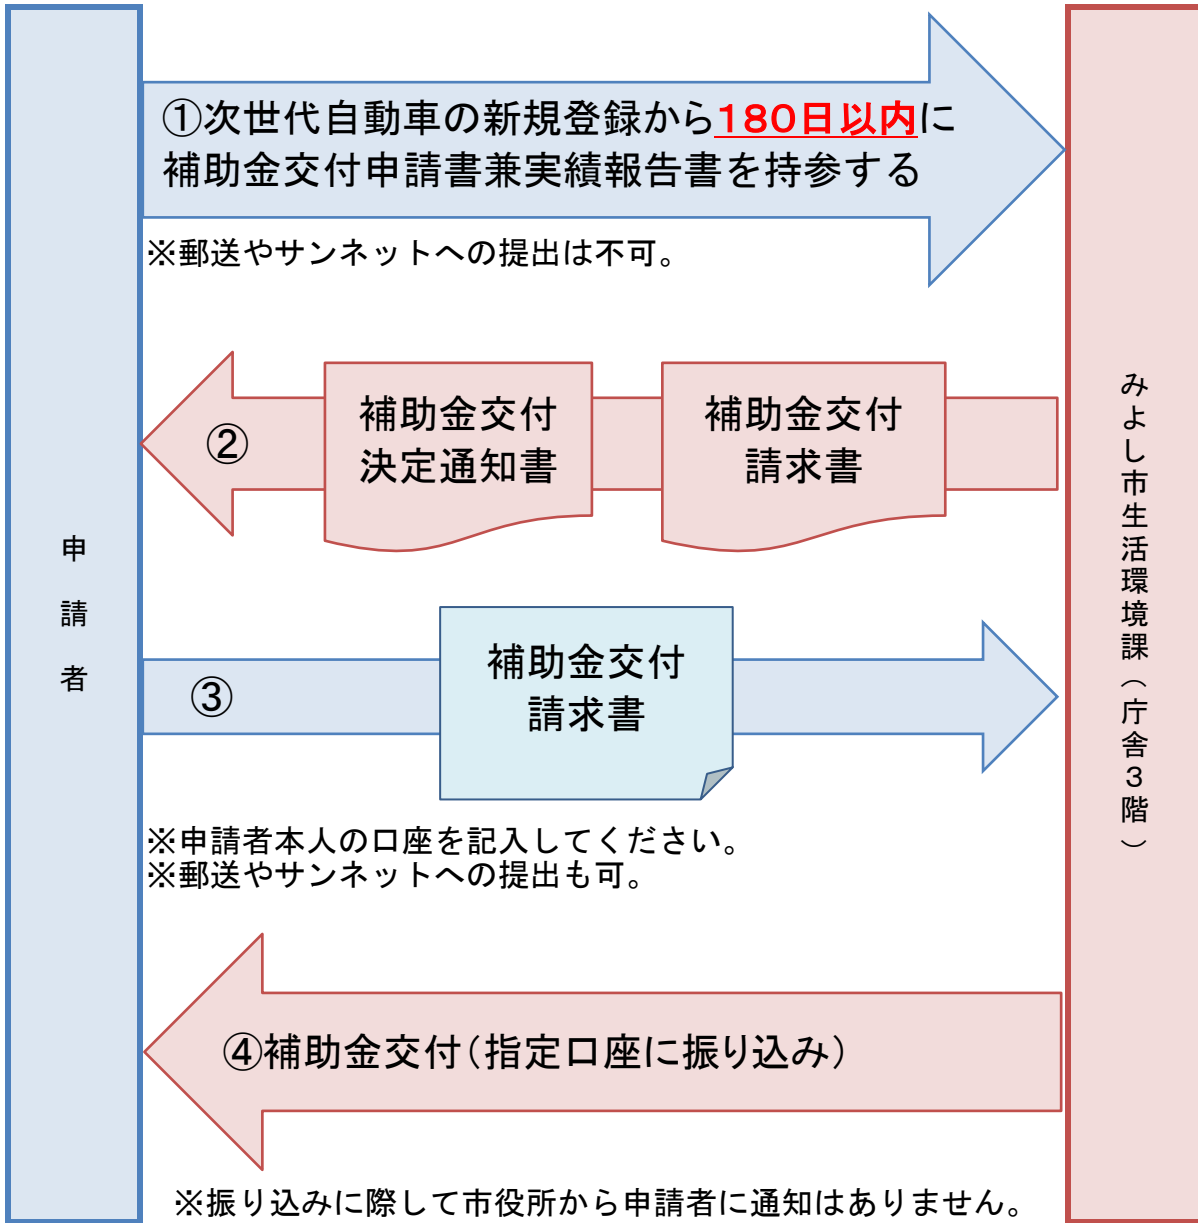 ①次世代自動車の新規登録から180日以内に
補助金交付申請書兼実績報告書を持参する
※郵送やサンネットへの提出は不可。
②
補助金交付
決定通知書
補助金交付
請求書
申請者
みよし市生活環境課（庁舎3階）
③
補助金交付
請求書
※申請者本人の口座を記入してください。
※郵送やサンネットへの提出も可。
④補助金交付（指定口座に振り込み）
※振り込みに際して市役所から申請者に通知はありません。